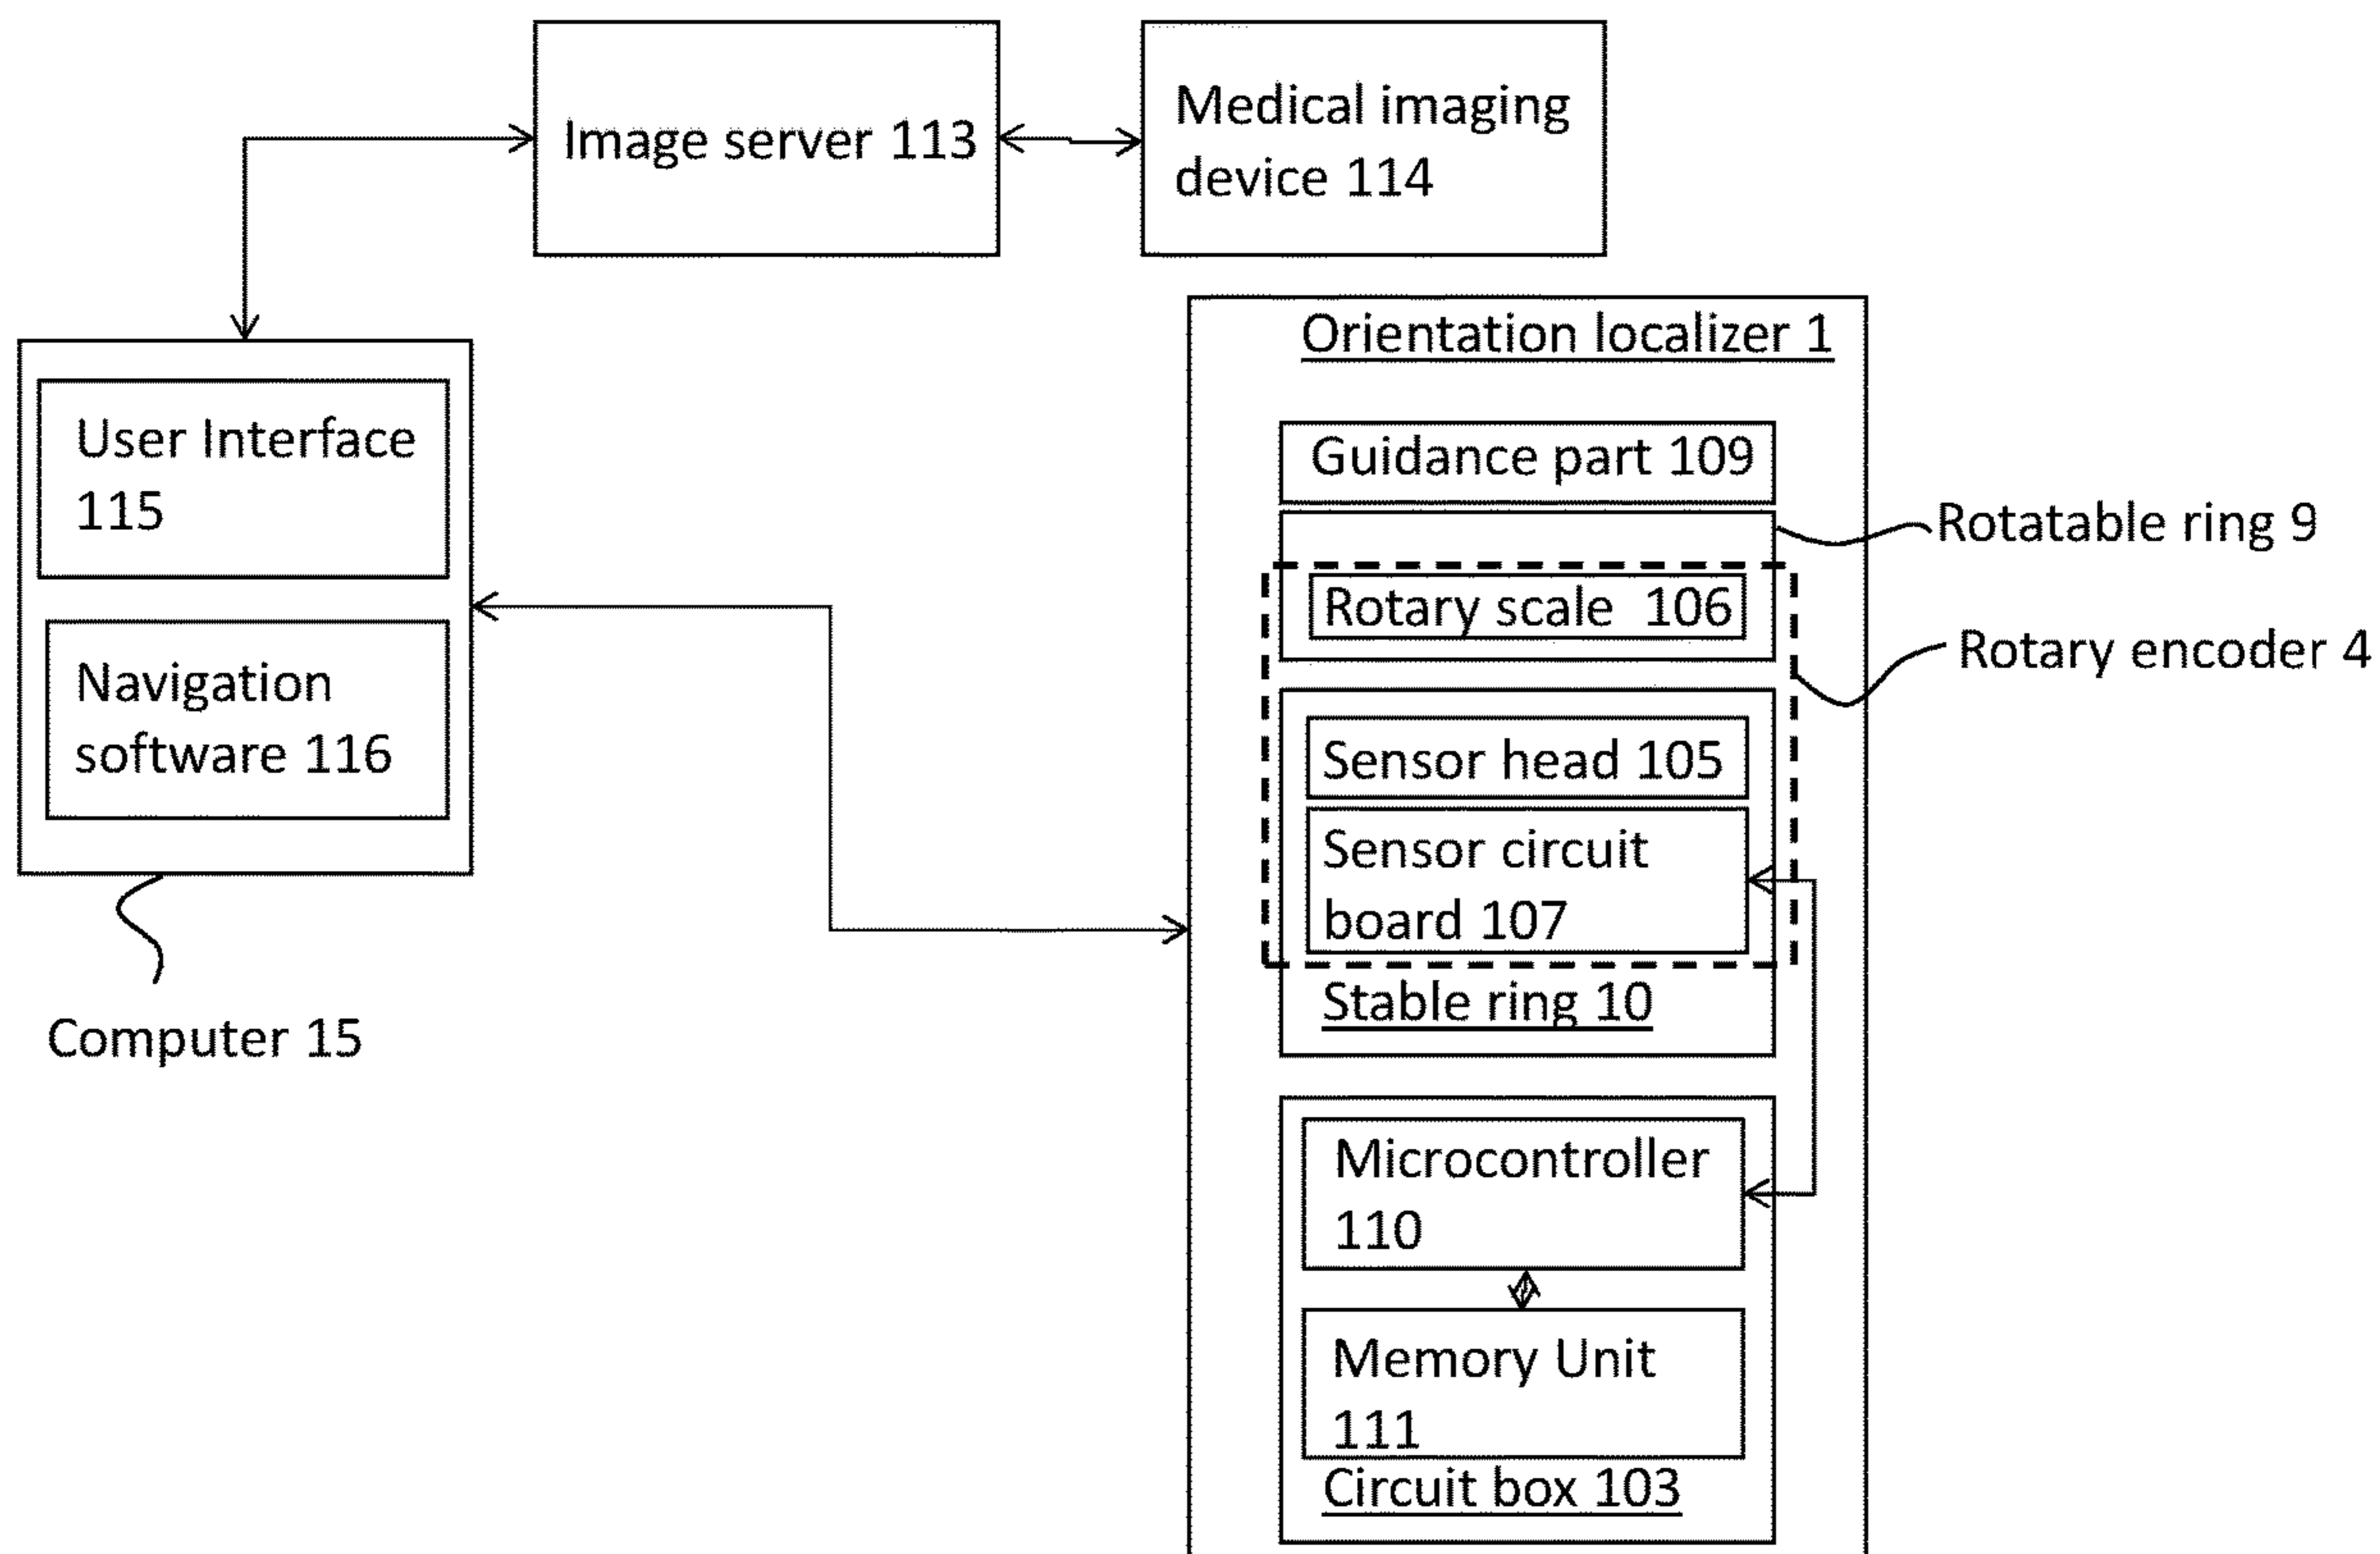 Image server 113
Medical imaging
device 114
User Interface
115
Navigation
software 116
Computer 15
Orientation localizer 1
Guidance part 109
Rotatable ring 9
Rotary scale 106
Rotary encoder 4
Sensor head 105
Sensor circuit
board 107
Stable ring 10
Microcontroller
110
Memory Unit
111
Circuit box 103